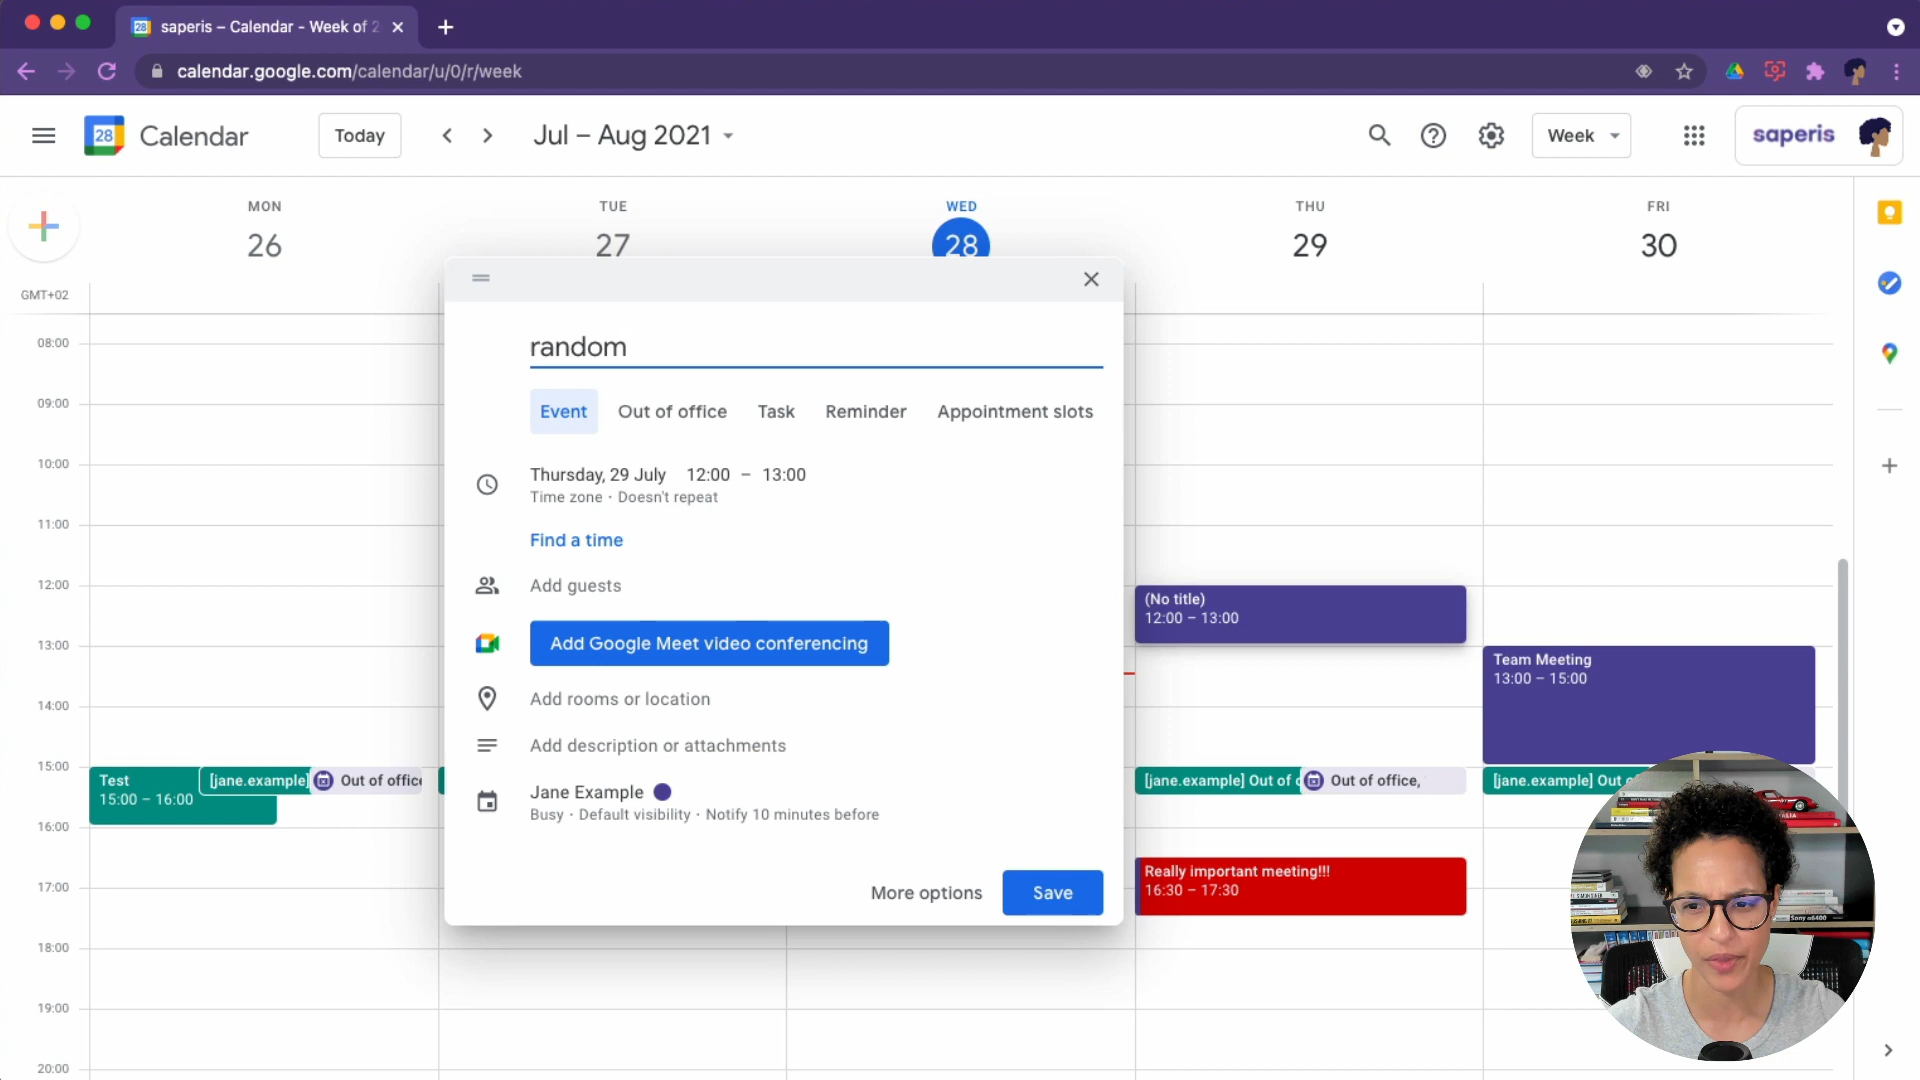 saperis – Calendar - Week of 2
calendar.google.com/calendar/u/0/r/week
28
Calendar
Today
Jul – Aug 2021
Week
saperis
MON
26
TUE
27
WED
28
THU
29
FRI
30
GMT+02
08:00
09:00
10:00
11:00
12:00
13:00
14:00
15:00
16:00
17:00
18:00
19:00
20:00
random
Event
Out of office
Task
Reminder
Appointment slots
Thursday, 29 July 12:00 – 13:00
Time zone · Doesn't repeat
Find a time
Add guests
Add Google Meet video conferencing
Add rooms or location
Add description or attachments
Jane Example
Busy · Default visibility · Notify 10 minutes before
More options
Save
Test
15:00 – 16:00
[jane.example]
Out of office
(No title)
12:00 – 13:00
[jane.example] Out of
Out of office,
Really important meeting!!!
16:30 – 17:30
Team Meeting
13:00 – 15:00
[jane.example] Out
Sony α6400